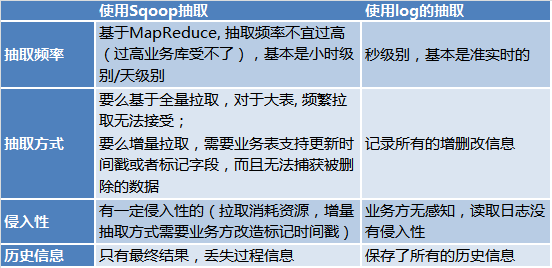 使用Sqoop抽取
使用log的抽取
抽取频率
基于MapReduce, 抽取频率不宜过高
（过高业务库受不了），基本是小时级
别/天级别
秒级别，基本是准实时的
抽取方式
要么基于全量拉取，对于大表, 频繁拉
取无法接受；
要么增量拉取，需要业务表支持更新时
间戳或者标记字段，而且无法捕获被删
除的数据
记录所有的增删改信息
侵入性
有一定侵入性的（拉取消耗资源，增量
抽取方式需要业务方改造标记时间戳）
业务方无感知，读取日志没
有侵入性
历史信息
只有最终结果，丢失过程信息
保存了所有的历史信息